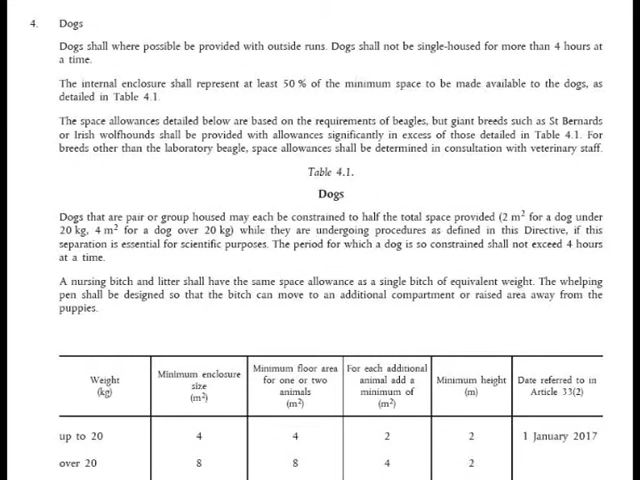 4. Dogs
Dogs shall where possible be provided with outside runs. Dogs shall not be single-housed for more than 4 hours at
a time.
The internal enclosure shall represent at least 50 % of the minimum space to be made available to the dogs, as
detailed in Table 4.1.
The space allowances detailed below are based on the requirements of beagles, but giant breeds such as St Bernards
or Irish wolfhounds shall be provided with allowances significantly in excess of those detailed in Table 4.1. For
breeds other than the laboratory beagle, space allowances shall be determined in consultation with veterinary staff.
Table 4.1.
Dogs
Dogs that are pair or group housed may each be constrained to half the total space provided (2 m² for a dog under
20 kg, 4 m² for a dog over 20 kg) while they are undergoing procedures as defined in this Directive, if this
separation is essential for scientific purposes. The period for which a dog is so constrained shall not exceed 4 hours
at a time.
A nursing bitch and litter shall have the same space allowance as a single bitch of equivalent weight. The whelping
pen shall be designed so that the bitch can move to an additional compartment or raised area away from the
puppies.
Weight
(kg)
Minimum enclosure
size
(m²)
Minimum floor area
for one or two
animals
(m²)
For each additional
animal add a
minimum of
(m²)
Minimum height
(m)
Date referred to in
Article 33(2)
up to 20 4 4 2 2 1 January 2017
over 20 8 8 4 2